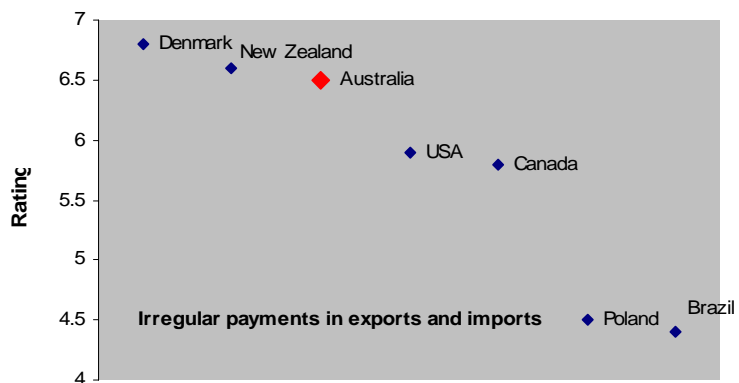 7
Denmark
New Zealand
6.5
Australia
6
USA
Canada
5.5
Rating
5
Irregular payments in exports and imports
Poland
Brazil
4.5
4